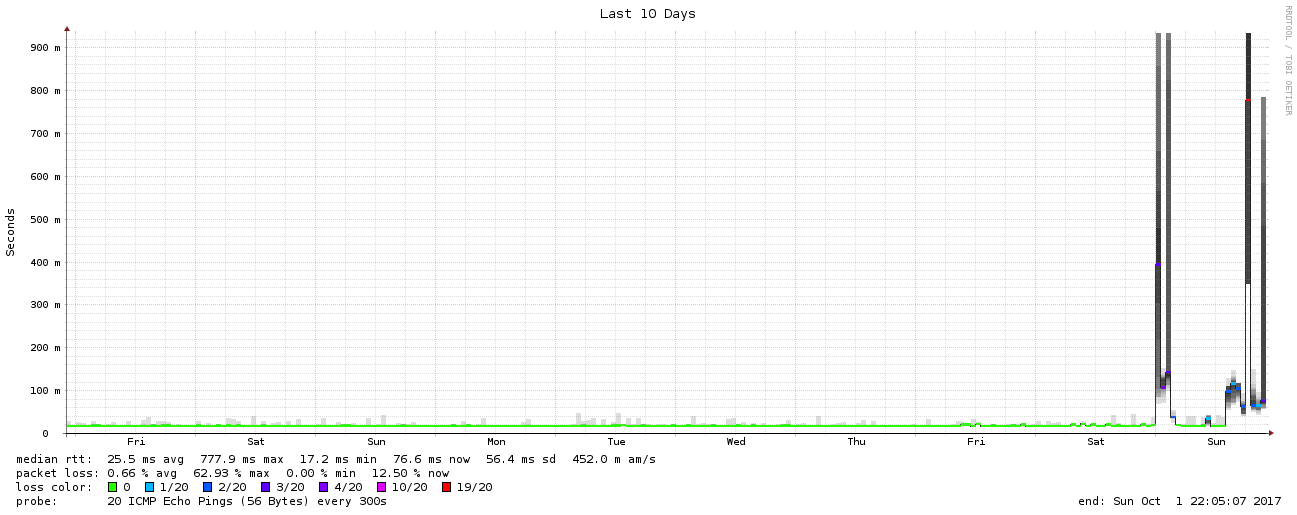 Last 10 Days
RRDTOOL / TOBI OETIKER
Seconds
900 m
800 m
700 m
600 m
500 m
400 m
300 m
200 m
100 m
0
Fri Sat Sun Mon Tue Wed Thu Fri Sat Sun
median rtt: 25.5 ms avg 777.9 ms max 17.2 ms min 76.6 ms now 56.4 ms sd 452.0 m am/s
packet loss: 0.66 % avg 62.93 % max 0.00 % min 12.50 % now
loss color: 0 1/20 2/20 3/20 4/20 10/20 19/20
probe: 20 ICMP Echo Pings (56 Bytes) every 300s end: Sun Oct 1 22:05:07 2017